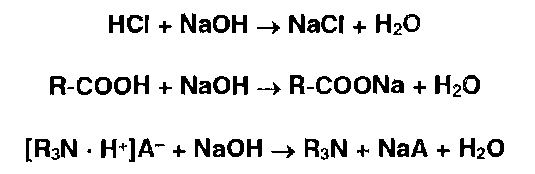 HCl + NaOH → NaCl + H₂O
R-COOH + NaOH → R-COONa + H₂O
[R₃N · H⁺]A⁻ + NaOH → R₃N + NaA + H₂O